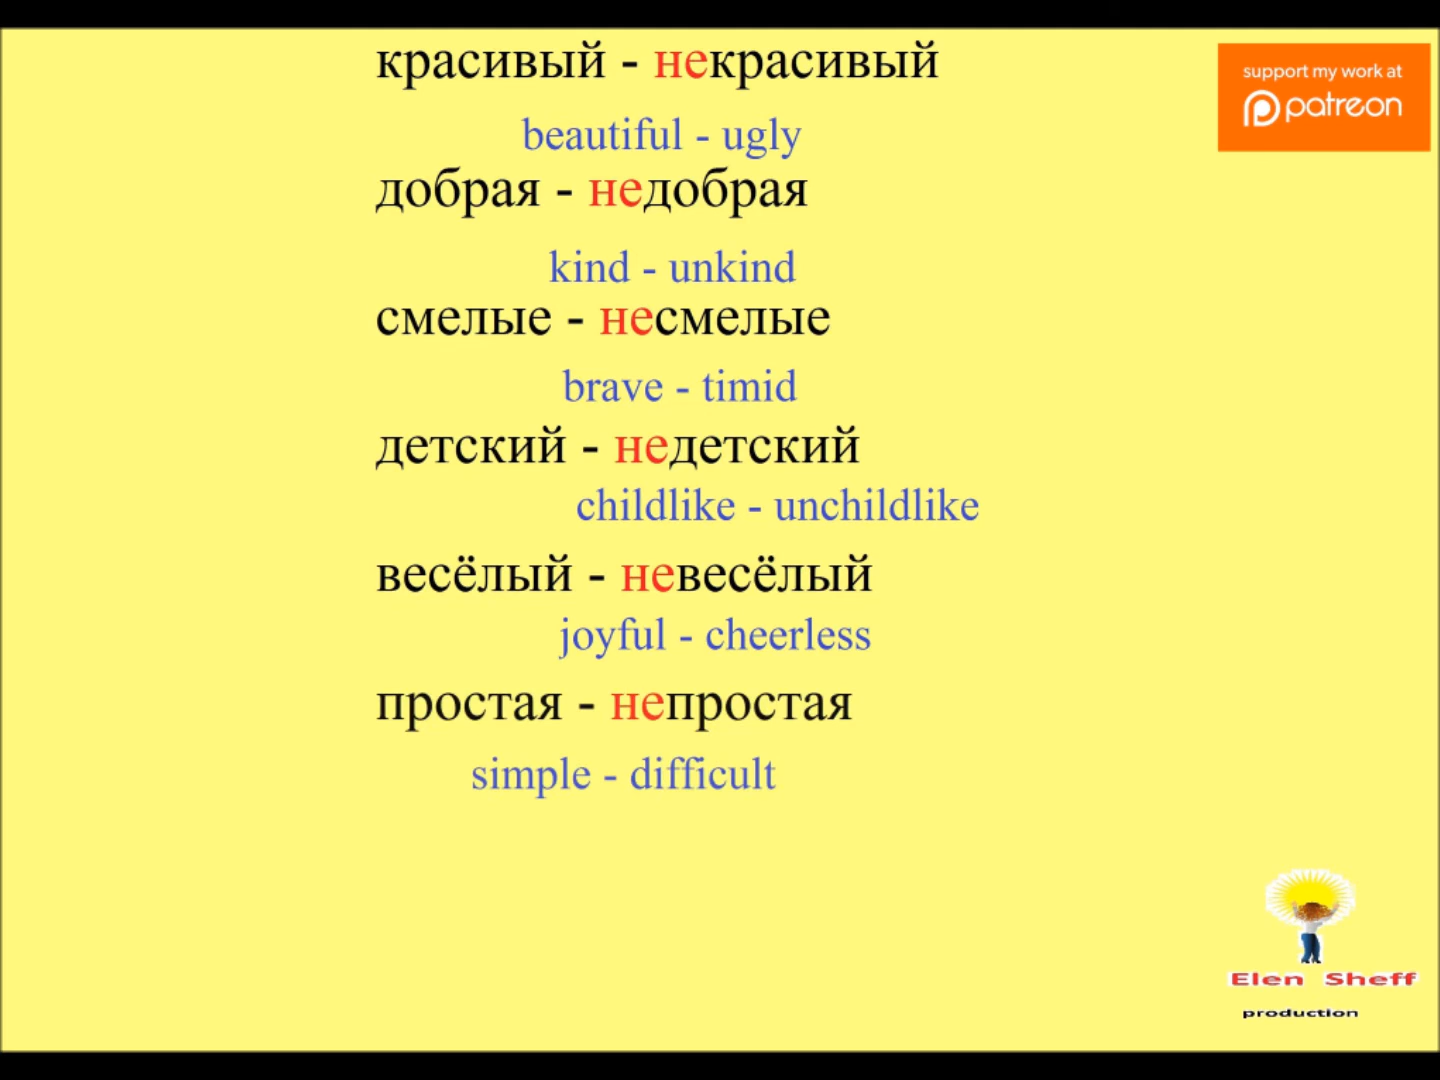 красивый - некрасивый
beautiful - ugly
добрая - недобрая
kind - unkind
смелые - несмелые
brave - timid
детский - недетский
childlike - unchildlike
весёлый - невесёлый
joyful - cheerless
простая - непростая
simple - difficult
support my work at
patreon
Elen Sheff
production